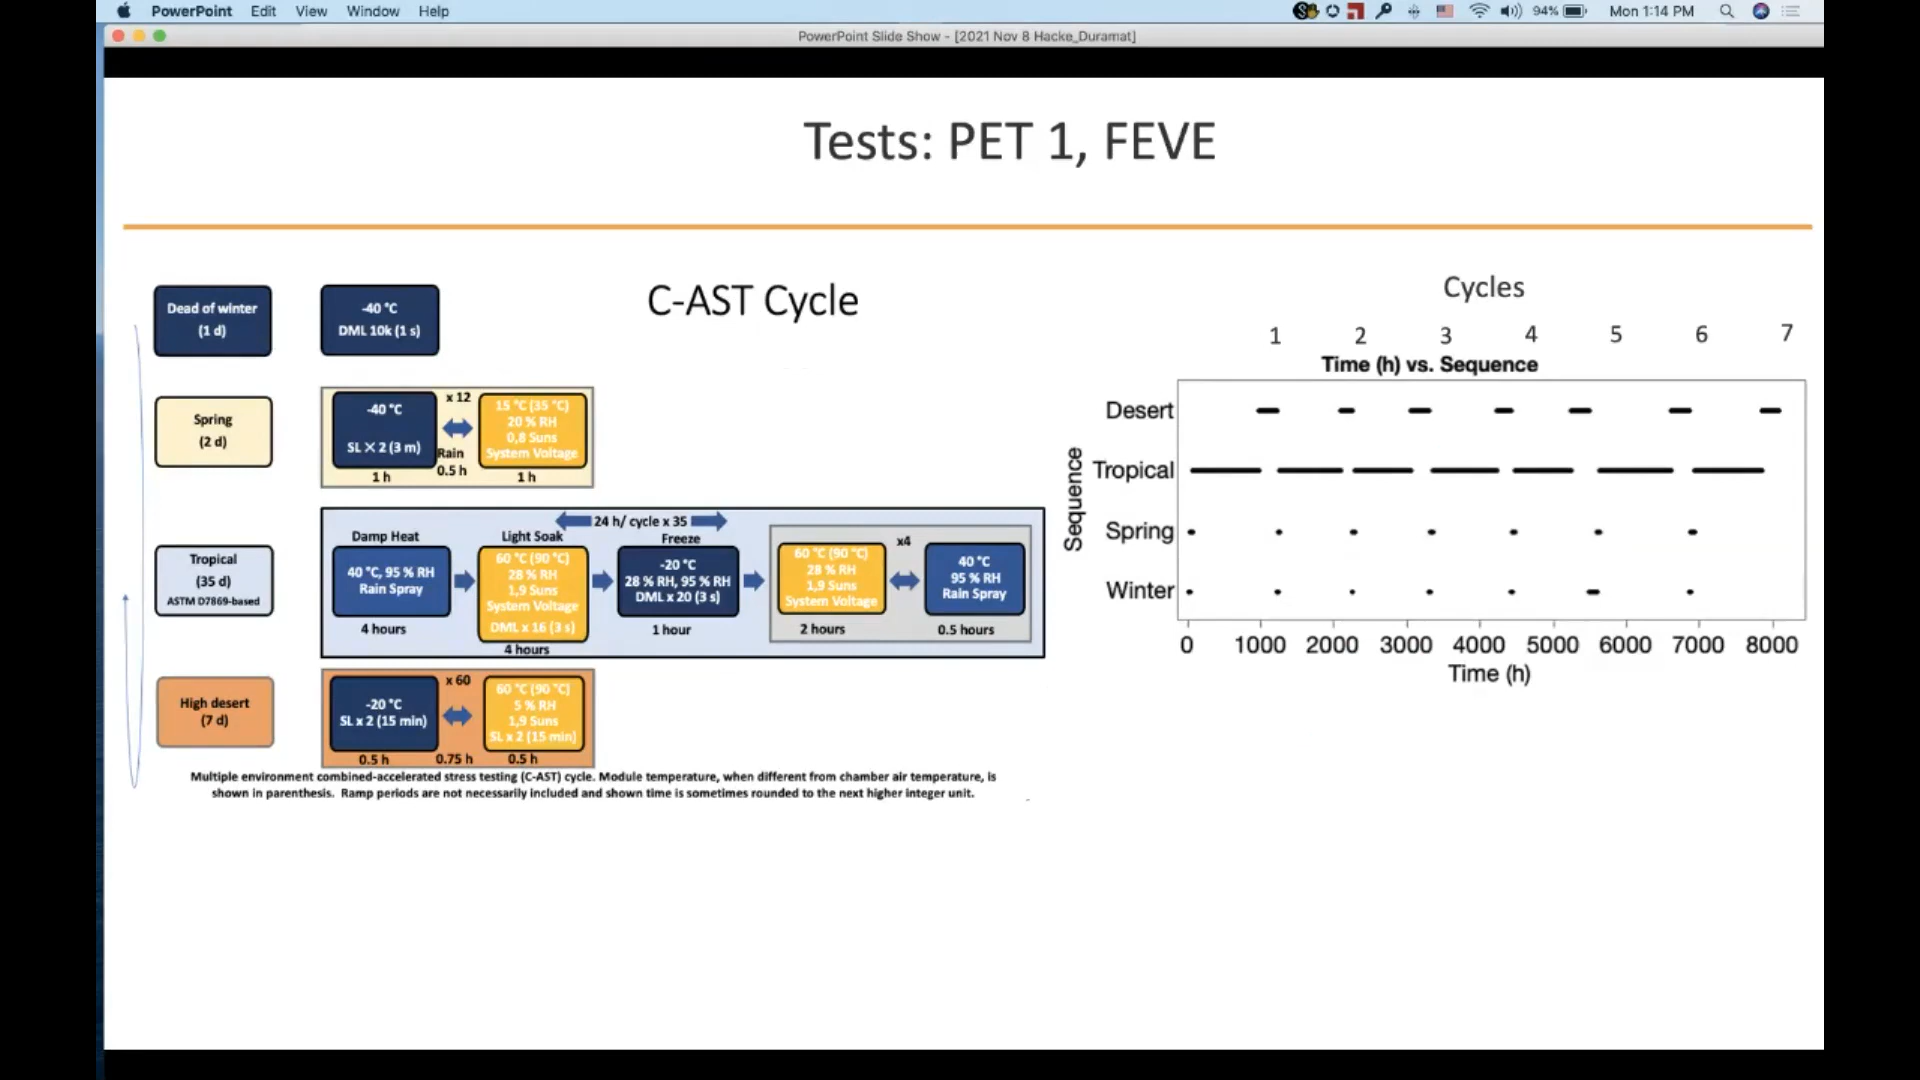 PowerPoint Edit View Window Help 94% Mon 1:14 PM
PowerPoint Slide Show - [2021 Nov 8 Hacke_Duramat]
Tests: PET 1, FEVE
C-AST Cycle
Dead of winter
(1 d)
-40 °C
DML 10k (1 s)
Spring
(2 d)
-40 °C
SL X 2 (3 m)
1 h
x 12
Rain
0.5 h
15 °C (35 °C)
20 % RH
0,8 Suns
System Voltage
1 h
Tropical
(35 d)
ASTM D7869-based
24 h/ cycle x 35
Damp Heat
40 °C, 95 % RH
Rain Spray
4 hours
Light Soak
60 °C (90 °C)
28 % RH
1,9 Suns
System Voltage
DML x 16 (3 s)
4 hours
Freeze
-20 °C
28 % RH, 95 % RH
DML x 20 (3 s)
1 hour
60 °C (90 °C)
28 % RH
1,9 Suns
System Voltage
2 hours
x4
40 °C
95 % RH
Rain Spray
0.5 hours
High desert
(7 d)
-20 °C
SL x 2 (15 min)
0.5 h
x 60
0.75 h
60 °C (90 °C)
5 % RH
1,9 Suns
SL x 2 (15 min)
0.5 h
Multiple environment combined-accelerated stress testing (C-AST) cycle. Module temperature, when different from chamber air temperature, is
shown in parenthesis. Ramp periods are not necessarily included and shown time is sometimes rounded to the next higher integer unit.
Cycles
1 2 3 4 5 6 7
Time (h) vs. Sequence
Sequence
Desert
Tropical
Spring
Winter
0 1000 2000 3000 4000 5000 6000 7000 8000
Time (h)